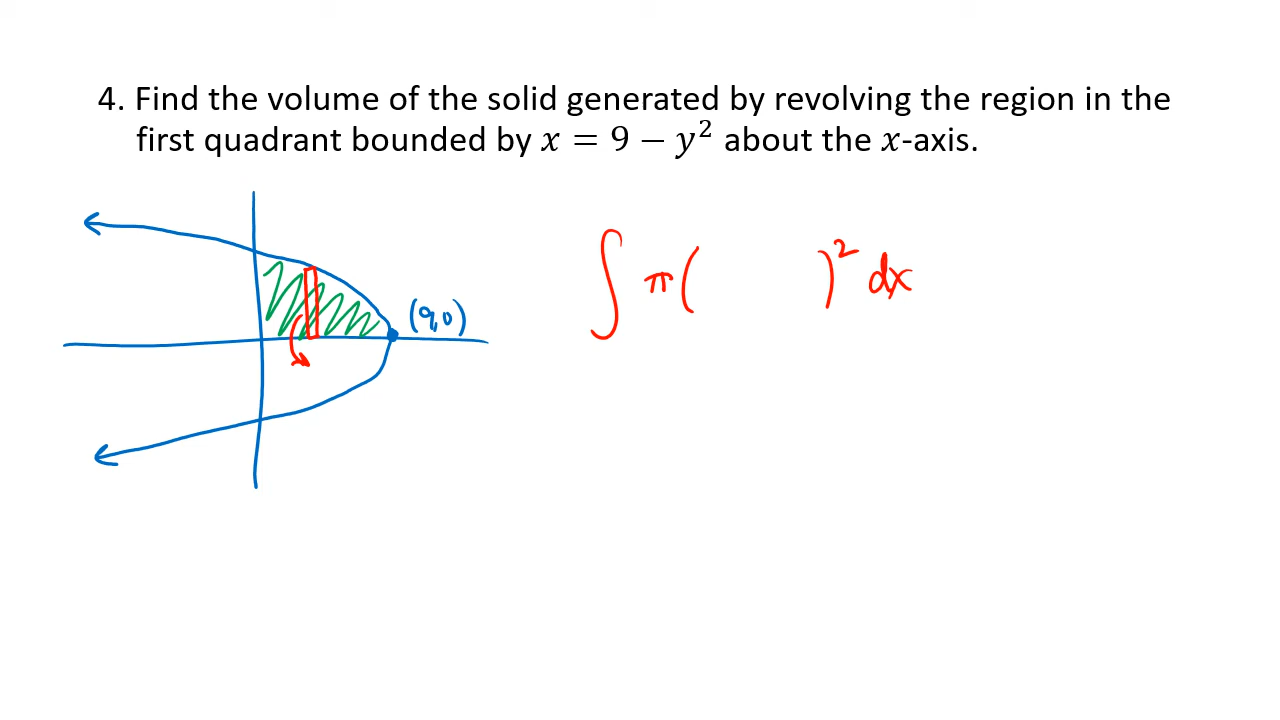 4. Find the volume of the solid generated by revolving the region in the
first quadrant bounded by 𝑥 = 9 − 𝑦² about the 𝑥-axis.
∫ π( )² dx
(9,0)